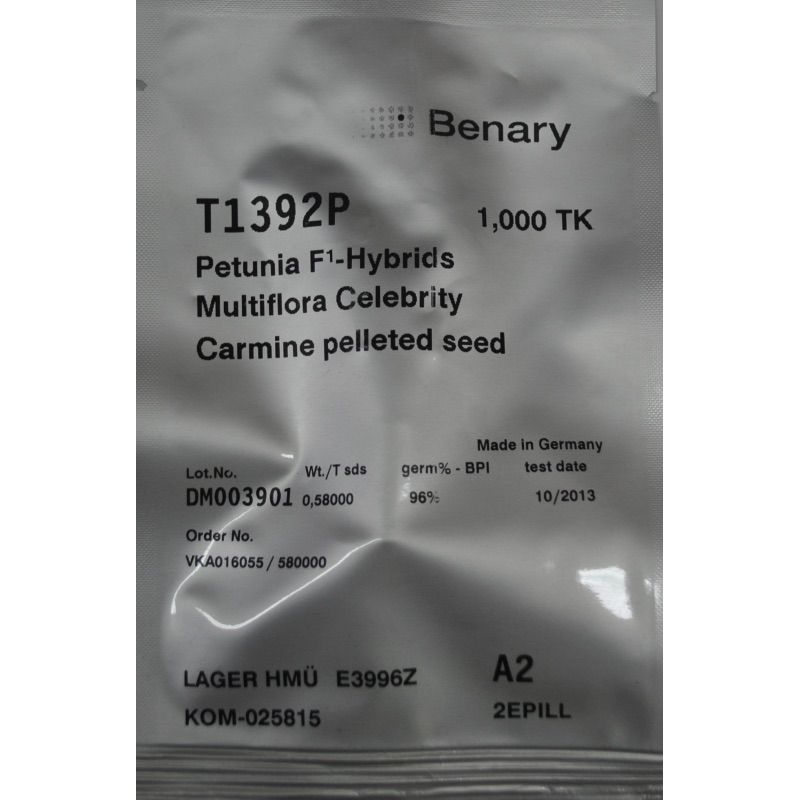 Benary
T1392P 1,000 TK
Petunia F¹-Hybrids
Multiflora Celebrity
Carmine pelleted seed
Made in Germany
Lot.No. Wt./T sds germ% - BPI test date
DM003901 0,58000 96% 10/2013
Order No.
VKA016055 / 580000
LAGER HMÜ E3996Z A2
KOM-025815 2EPILL